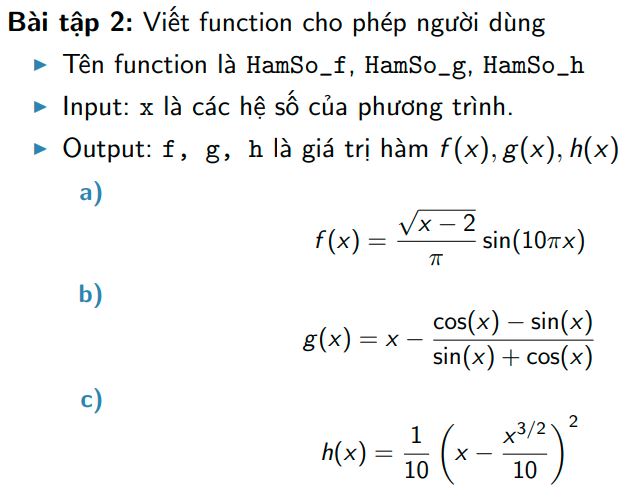 Bài tập 2: Viết function cho phép người dùng
▶ Tên function là HamSo_f, HamSo_g, HamSo_h
▶ Input: x là các hệ số của phương trình.
▶ Output: f, g, h là giá trị hàm f(x), g(x), h(x)
a)
f(x) = \frac{\sqrt{x-2}}{\pi} \sin(10\pi x)
b)
g(x) = x - \frac{\cos(x) - \sin(x)}{\sin(x) + \cos(x)}
c)
h(x) = \frac{1}{10} \left( x - \frac{x^{3/2}}{10} \right)^2